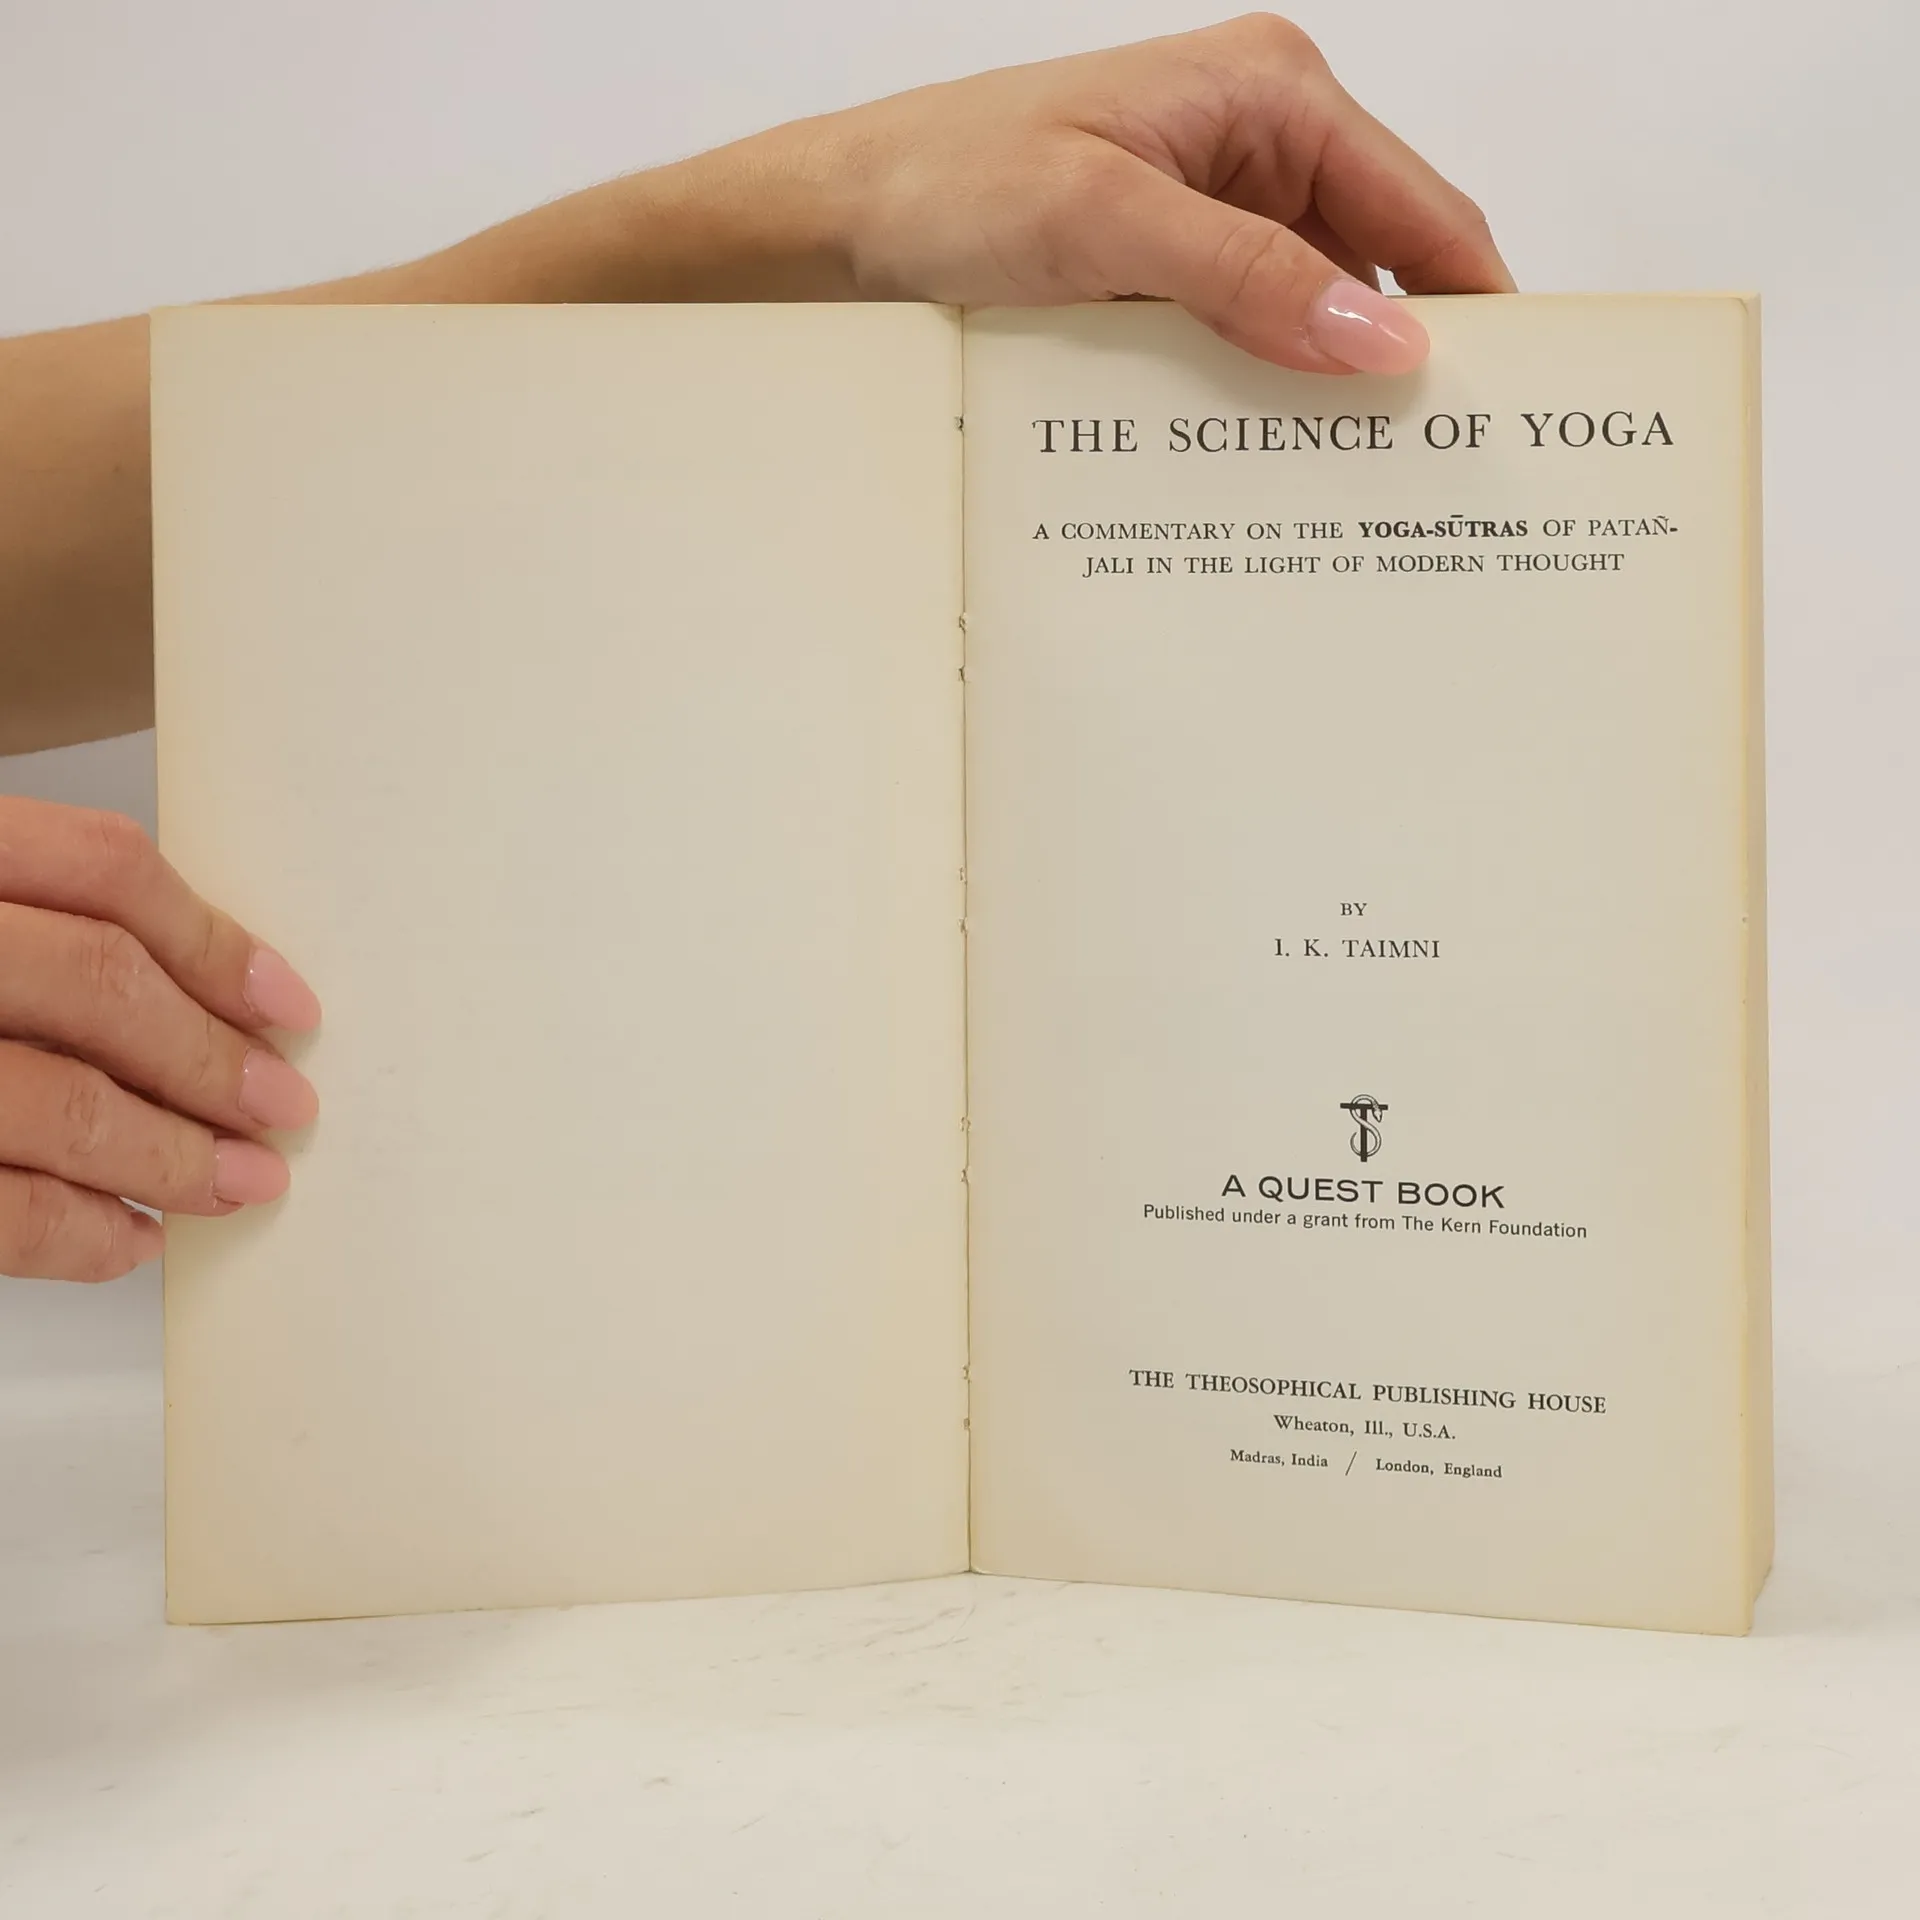 THE SCIENCE OF YOGA
A COMMENTARY ON THE YOGA-SŪTRAS OF PATAÑ-
JALI IN THE LIGHT OF MODERN THOUGHT
BY
I. K. TAIMNI
TS
A QUEST BOOK
Published under a grant from The Kern Foundation
THE THEOSOPHICAL PUBLISHING HOUSE
Wheaton, Ill., U.S.A.
Madras, India / London, England